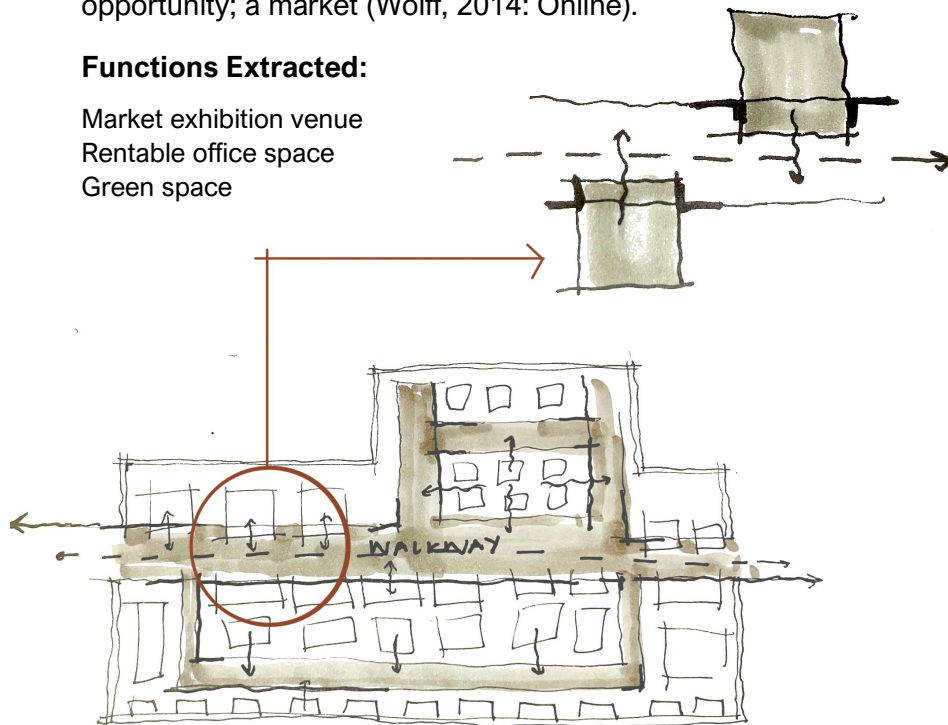 opportunity; a market (Wolff, 2014: Online).
Functions Extracted:
Market exhibition venue
Rentable office space
Green space
WALKWAY